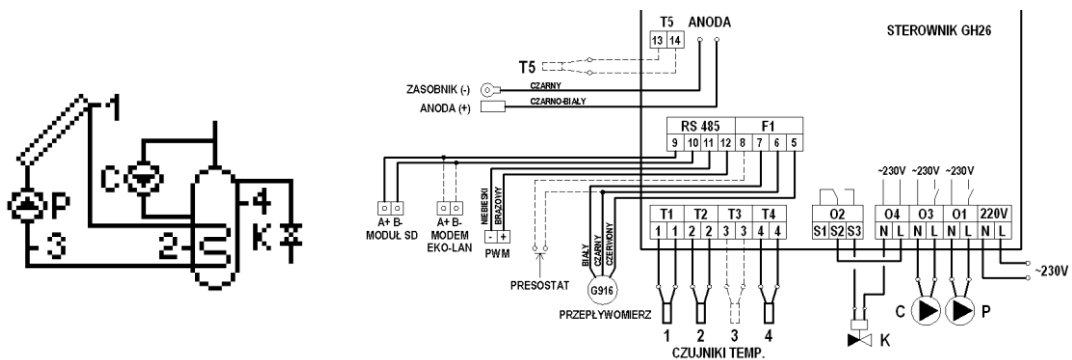 1
C
P
4
K
3
2
T5 ANODA
13 14
STEROWNIK GH26
T5
ZASOBNIK (-)
CZARNY
ANODA (+)
CZARNO-BIAŁY
RS 485 F1
9 10 11 12 8 7 6 5
NIEBIESKI
BRĄZOWY
A+ B-
MODUŁ SD
A+ B-
MODEM
EKO-LAN
- +
PWM
PRESOSTAT
BIAŁY
CZARNY
CZERWONY
G916
PRZEPŁYWOMIERZ
T1 T2 T3 T4
1 1 2 2 3 3 4 4
1 2 3 4
CZUJNIKI TEMP.
~230V ~230V ~230V
O2 O4 O3 O1 220V
S1 S2 S3 N L N L N L N L
~230V
C P
K